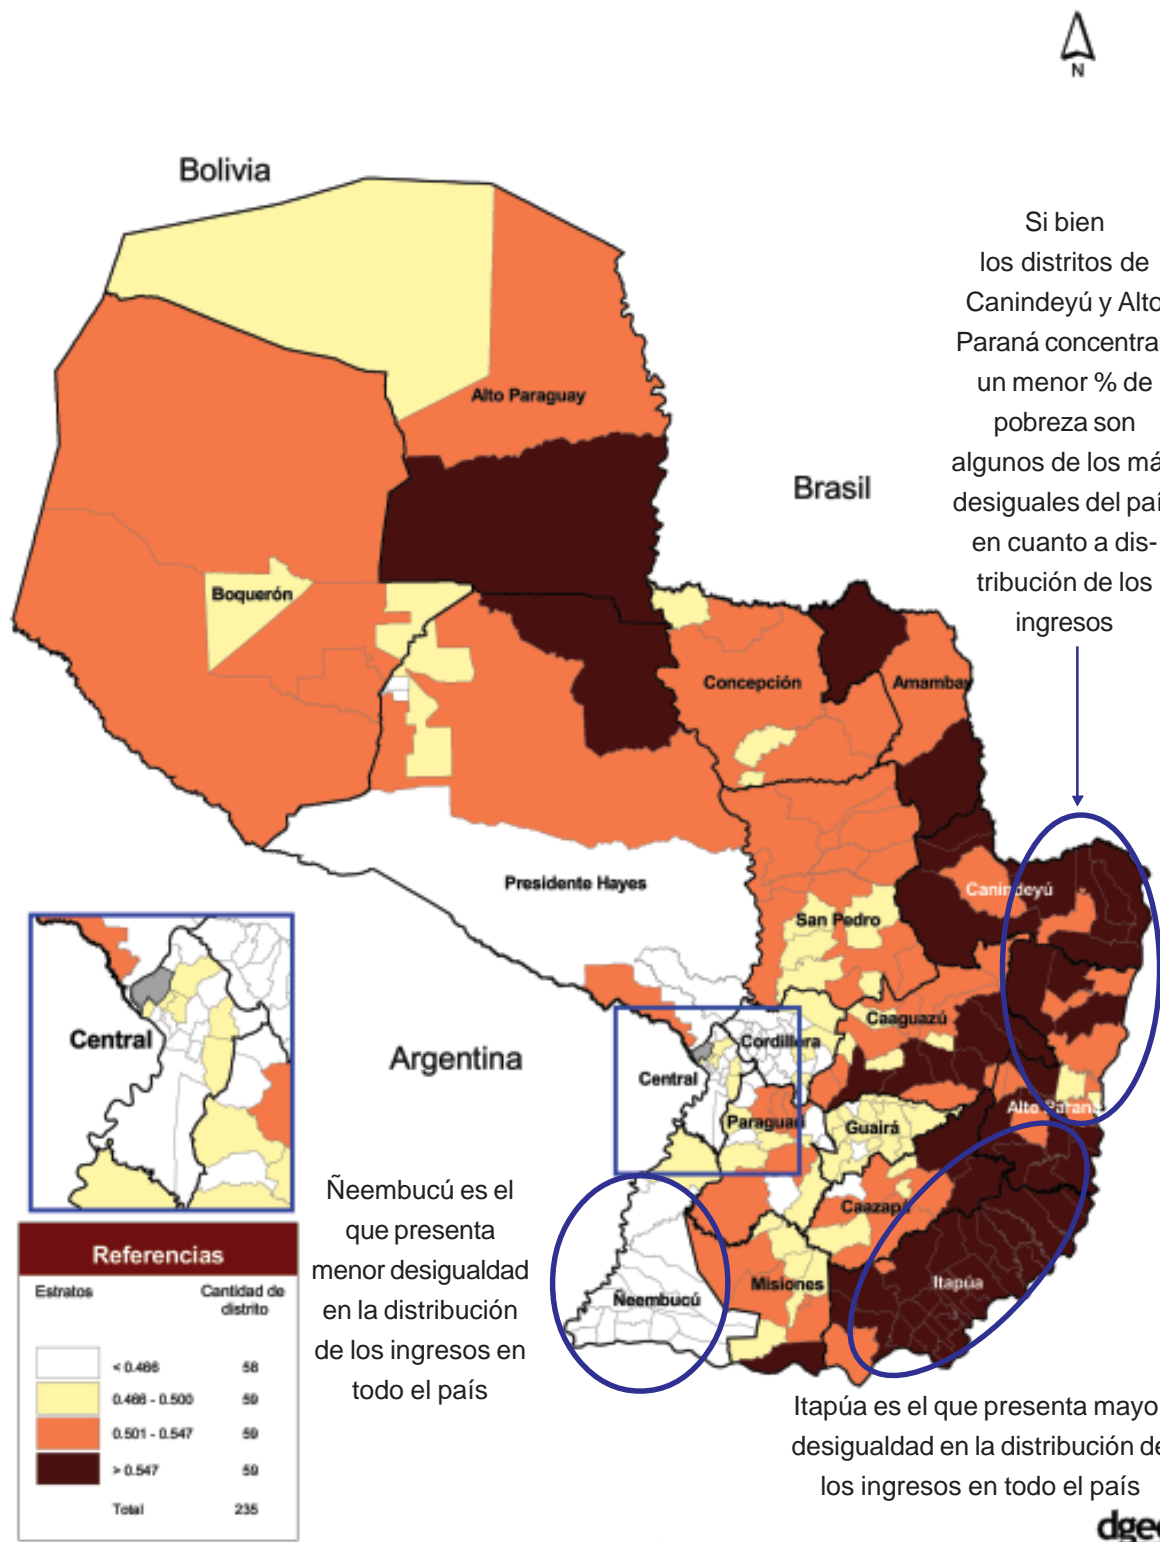 N
Bolivia
Si bien
los distritos de
Canindeyú y Alto
Paraná concentra
un menor % de
pobreza son
algunos de los má
desiguales del paí
en cuanto a dis-
tribución de los
ingresos
Alto Paraguay
Brasil
Boquerón
Concepción
Amambay
Presidente Hayes
Canindeyú
San Pedro
Caaguazú
Central
Cordillera
Argentina
Central
Alto Paraná
Paraguarí
Guairá
Ñeembucú es el
que presenta
menor desigualdad
en la distribución
de los ingresos en
todo el país
Caazapá
Itapúa
Misiones
Ñeembucú
Referencias
Estratos Cantidad de
distrito
< 0.466 58
0.466 - 0.500 59
0.501 - 0.547 59
> 0.547 59
Total 235
Itapúa es el que presenta mayo
desigualdad en la distribución de
los ingresos en todo el país
dgee